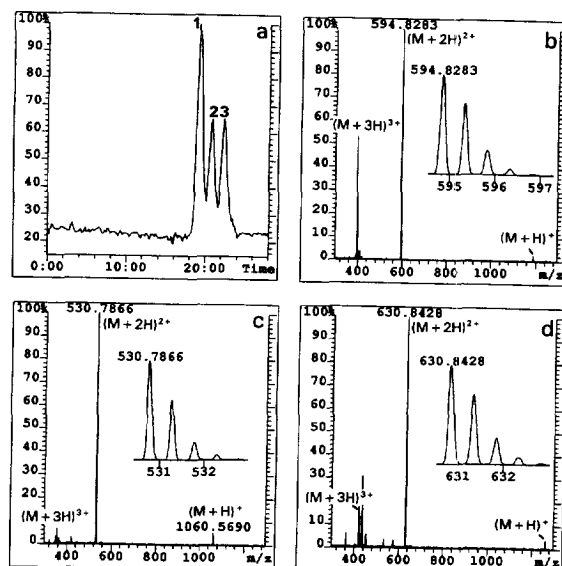 100%
90
80
70
60
50
40
30
20
1
23
a
0:00 10:00 20:00 Time
594.8283
100%
90
80
70
60
50
40
30
20
10
0
(M + 2H)2+
b
594.8283
(M + 3H)3+
595 596 597
(M + H)+
400 600 800 1000 m/z
530.7866
100%
90
80
70
60
50
40
30
20
10
0
(M + 2H)2+
c
530.7866
531 532
(M + 3H)3+
(M + H)+
1060.5690
400 600 800 1000 m/z
630.8428
100%
90
80
70
60
50
40
30
20
10
0
(M + 2H)2+
d
630.8428
631 632
(M + 3H)3+
(M + H)+
400 600 800 1000 m/z